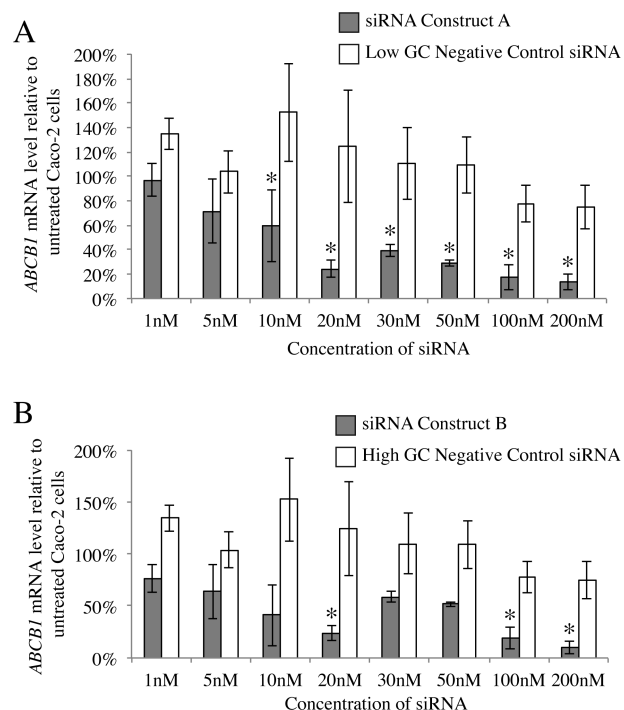 A
siRNA Construct A
Low GC Negative Control siRNA
ABCB1 mRNA level relative to
untreated Caco-2 cells
200%
180%
160%
140%
120%
100%
80%
60%
40%
20%
0%
*
*
*
*
*
*
1nM 5nM 10nM 20nM 30nM 50nM 100nM 200nM
Concentration of siRNA
B
siRNA Construct B
High GC Negative Control siRNA
ABCB1 mRNA level relative to
untreated Caco-2 cells
200%
150%
100%
50%
0%
*
*
*
1nM 5nM 10nM 20nM 30nM 50nM 100nM 200nM
Concentration of siRNA